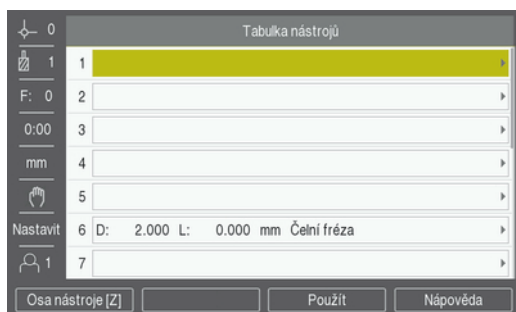 0 Tabulka nástrojů
1 1
F: 0 2
0:00 3
mm 4
5
Nastavit 6 D: 2.000 L: 0.000 mm Čelní fréza
1 7
Osa nástroje [Z] Použít Nápověda